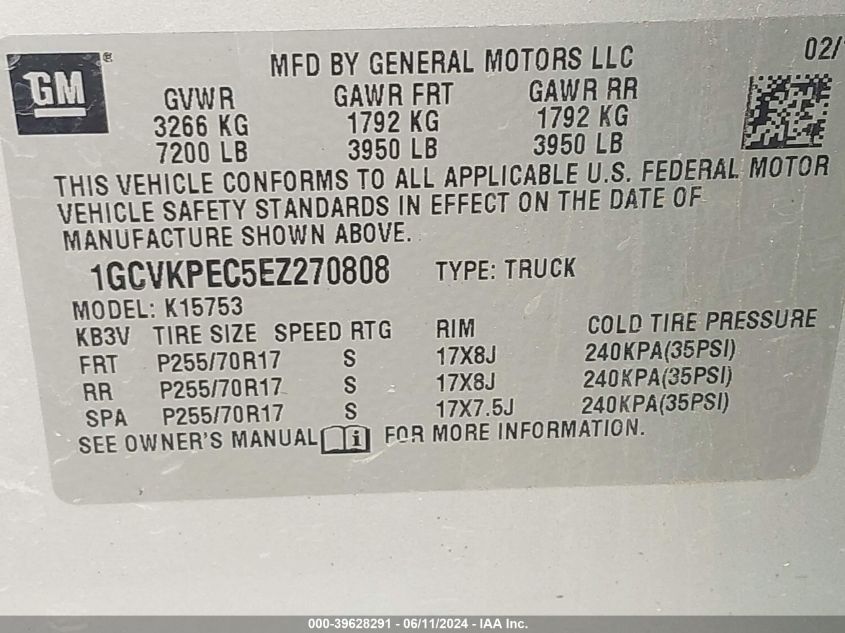 GM ®
MFD BY GENERAL MOTORS LLC 02/
GVWR GAWR FRT GAWR RR
3266 KG 1792 KG 1792 KG
7200 LB 3950 LB 3950 LB
THIS VEHICLE CONFORMS TO ALL APPLICABLE U.S. FEDERAL MOTOR
VEHICLE SAFETY STANDARDS IN EFFECT ON THE DATE OF
MANUFACTURE SHOWN ABOVE.
1GCVKPEC5EZ270808 TYPE: TRUCK
MODEL: K15753
KB3V TIRE SIZE SPEED RTG RIM COLD TIRE PRESSURE
FRT P255/70R17 S 17X8J 240KPA(35PSI)
RR P255/70R17 S 17X8J 240KPA(35PSI)
SPA P255/70R17 S 17X7.5J 240KPA(35PSI)
SEE OWNER'S MANUAL i FOR MORE INFORMATION.
000-39628291 - 06/11/2024 - IAA Inc.